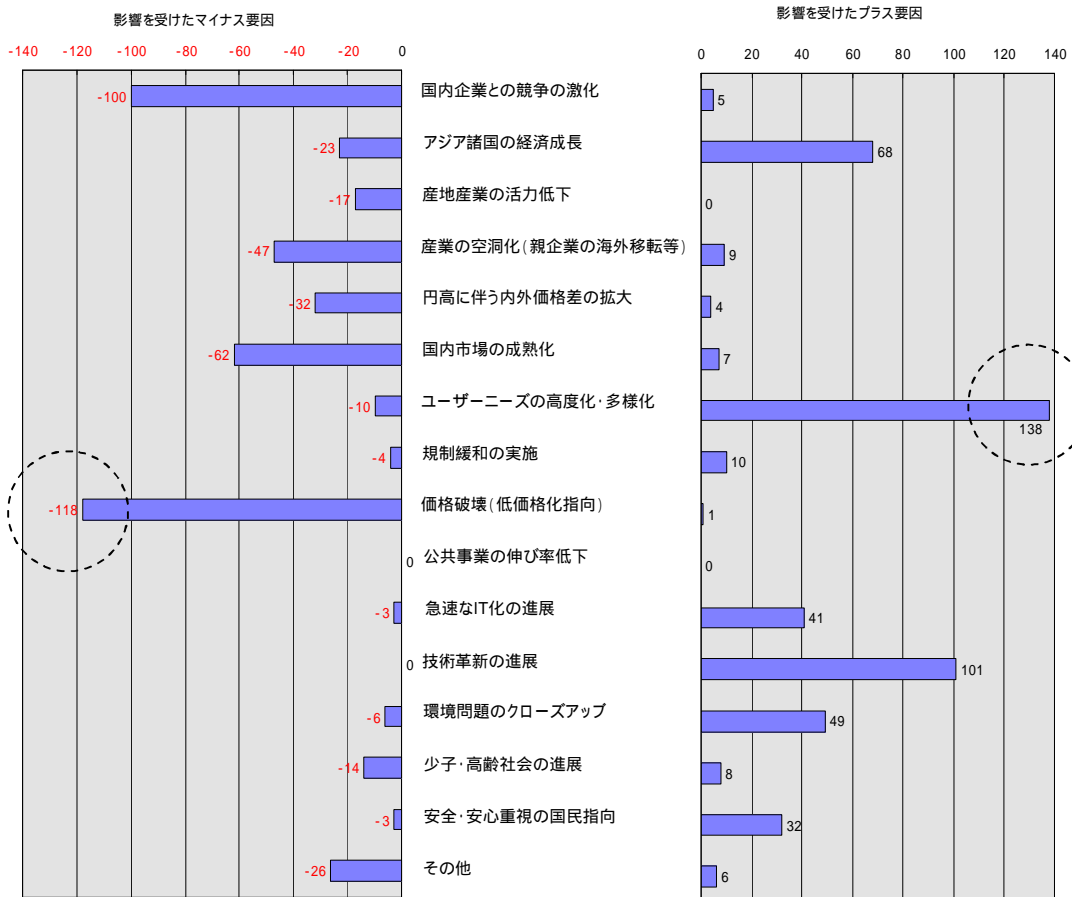 影響を受けたマイナス要因
影響を受けたプラス要因
-140 -120 -100 -80 -60 -40 -20 0
0 20 40 60 80 100 120 140
-100 国内企業との競争の激化 5
-23 アジア諸国の経済成長 68
-17 産地産業の活力低下 0
-47 産業の空洞化(親企業の海外移転等) 9
-32 円高に伴う内外価格差の拡大 4
-62 国内市場の成熟化 7
-10 ユーザーニーズの高度化・多様化 138
-4 規制緩和の実施 10
-118 価格破壊(低価格化指向) 1
0 公共事業の伸び率低下 0
-3 急速なIT化の進展 41
0 技術革新の進展 101
-6 環境問題のクローズアップ 49
-14 少子・高齢社会の進展 8
-3 安全・安心重視の国民指向 32
-26 その他 6